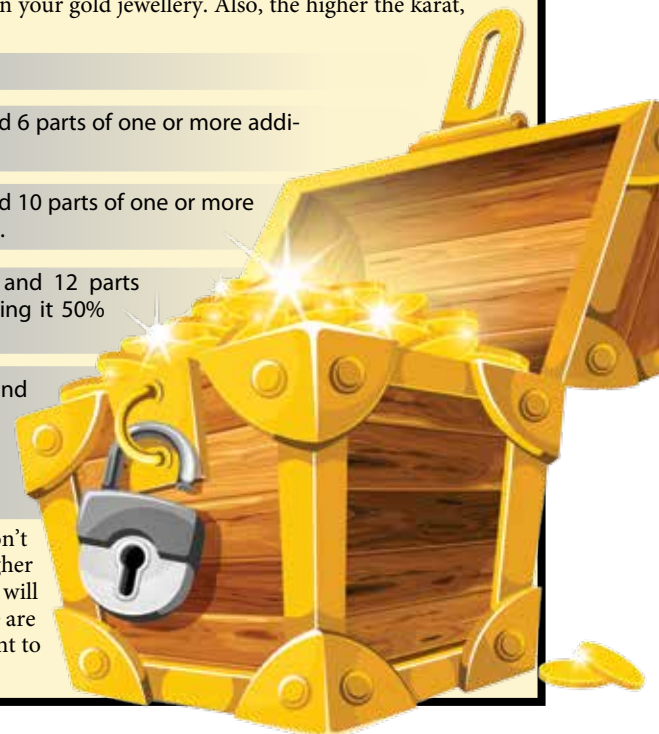 n your gold jewellery. Also, the higher the karat,
d 6 parts of one or more addi-
d 10 parts of one or more
.
and 12 parts
ing it 50%
nd
n't
gher
will
are
nt to